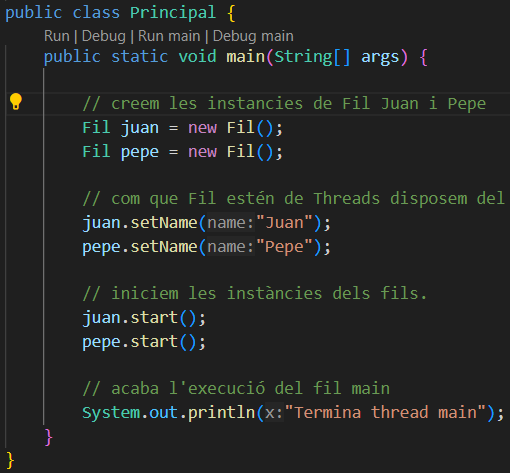 public class Principal {
Run | Debug | Run main | Debug main
public static void main(String[] args) {
// creem les instancies de Fil Juan i Pepe
Fil juan = new Fil();
Fil pepe = new Fil();
// com que Fil estén de Threads disposem del
juan.setName(name:"Juan");
pepe.setName(name:"Pepe");
// iniciem les instàncies dels fils.
juan.start();
pepe.start();
// acaba l'execució del fil main
System.out.println(x:"Termina thread main");
}
}